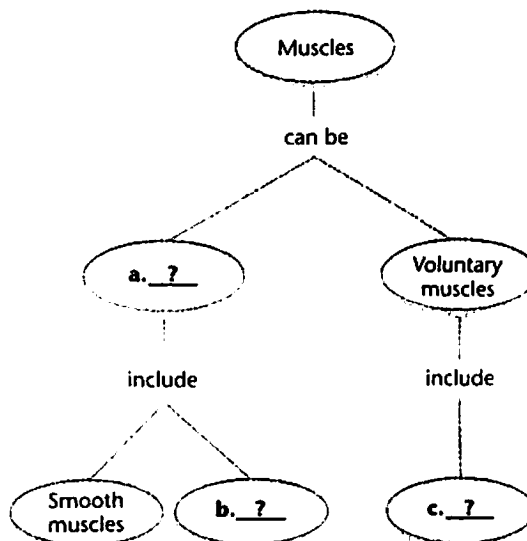 Muscles
can be
a. ?
Voluntary
muscles
include
include
Smooth
muscles
b. ?
c. ?